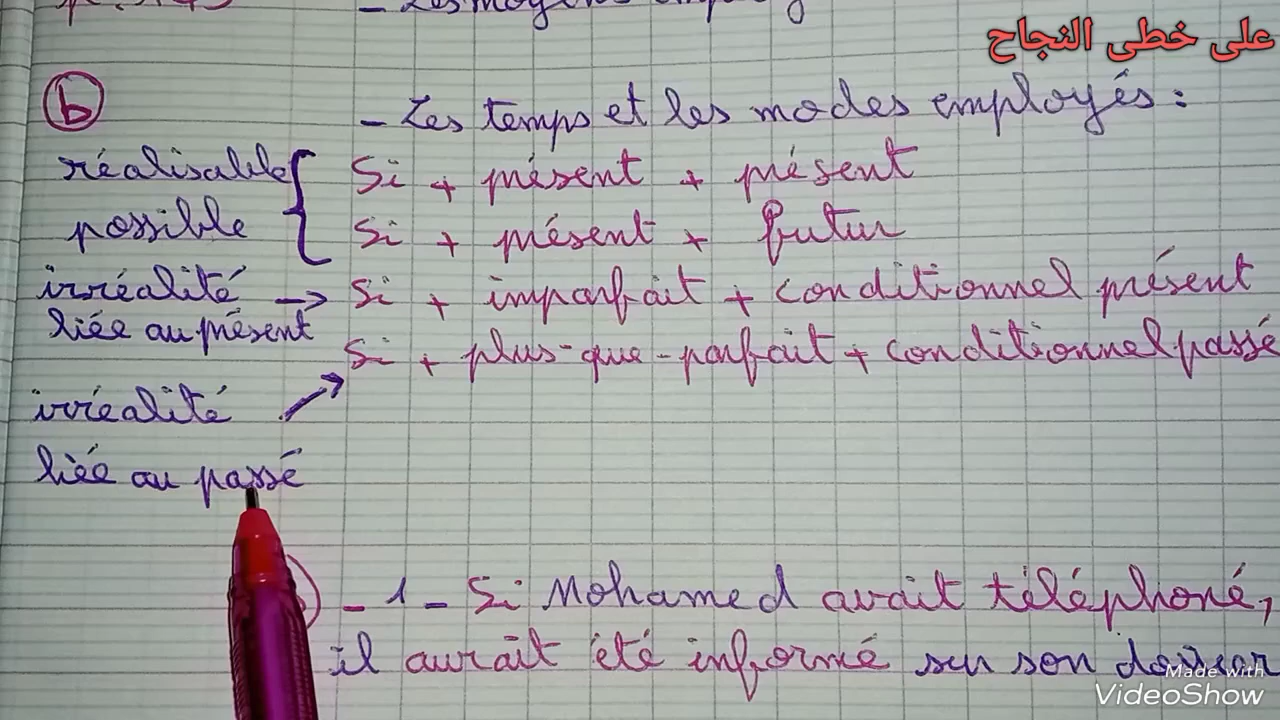 على خطى النجاح
b
- Les temps et les modes employés :
réalisable
possible
Si + présent + présent
Si + présent + futur
irréalité
liée au présent
→ Si + imparfait + conditionnel présent
Si + plus-que-parfait + conditionnel passé
irréalité
liée au passé
- 1 - Si Mohamed avait téléphoné,
il aurait été informé sur son
Made with
VideoShow